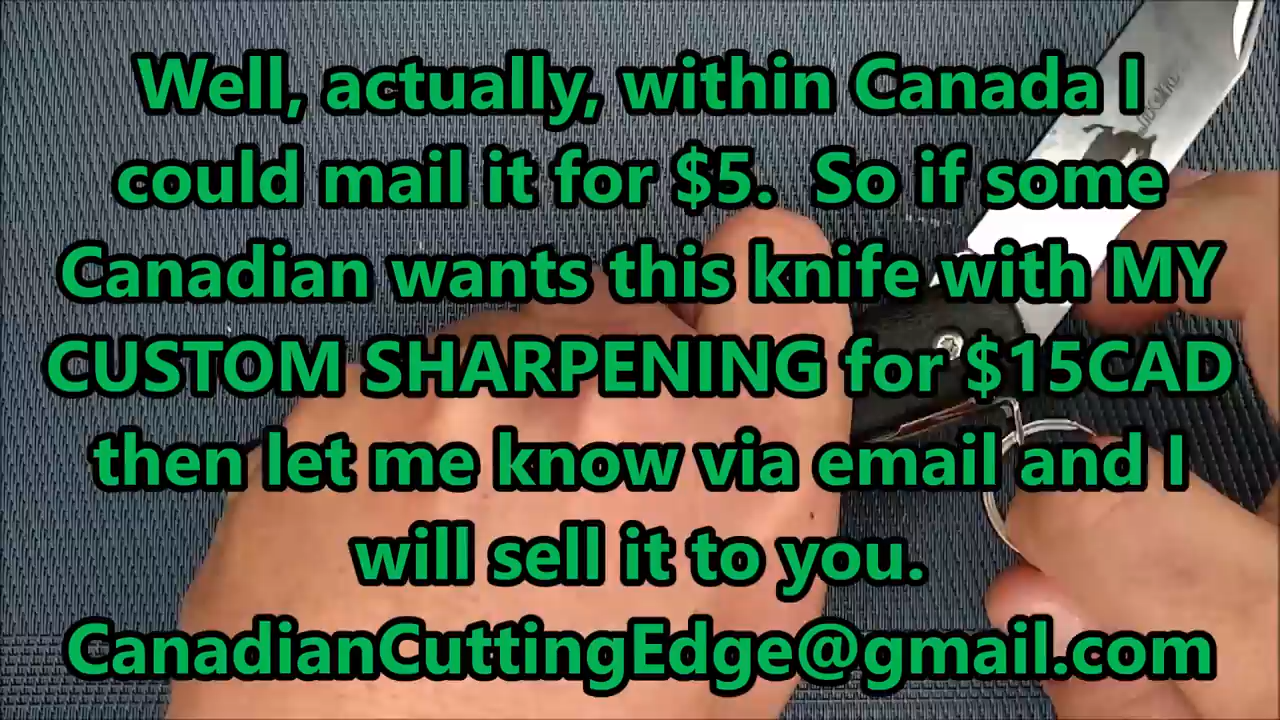 Well, actually, within Canada I
could mail it for $5.  So if some
Canadian wants this knife with MY
CUSTOM SHARPENING for $15CAD
then let me know via email and I
will sell it to you.
CanadianCuttingEdge@gmail.com